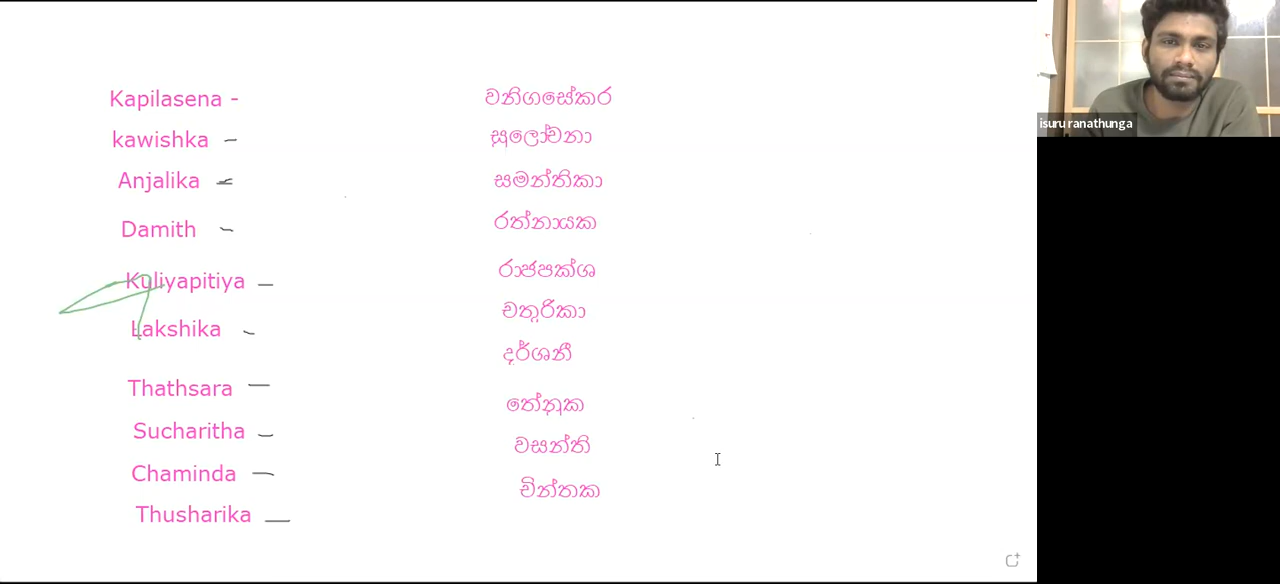 Kapilasena -
kawishka -
Anjalika -
Damith -
Kuliyapitiya -
Lakshika -
Thathsara -
Sucharitha -
Chaminda -
Thusharika -
වනිගසේකර
සුලෝචනා
සමන්තිකා
රත්නායක
රාජපක්ශ
චතුරිකා
දර්ශනී
තේනුක
වසන්ති
චින්තක
isuru ranathunga